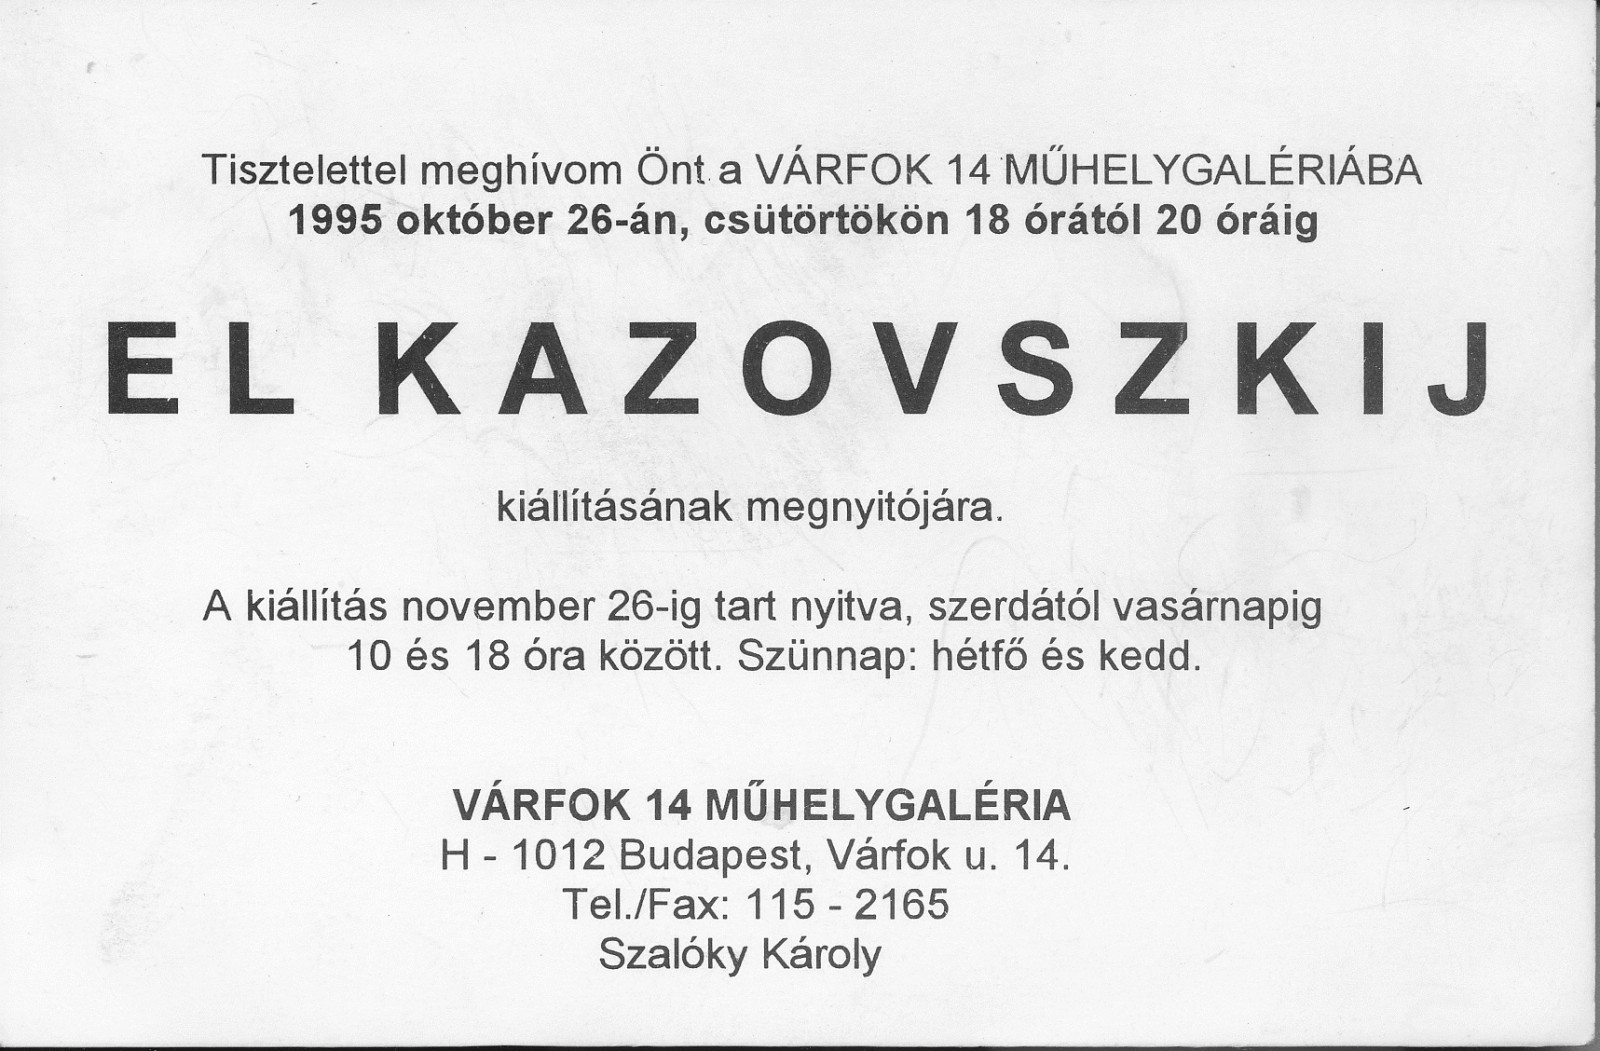 Tisztelettel meghívom Önt a VÁRFOK 14 MŰHELYGALÉRIÁBA
1995 október 26-án, csütörtökön 18 órától 20 óráig
EL KAZOVSZKIJ
kiállításának megnyitójára.
A kiállítás november 26-ig tart nyitva, szerdától vasárnapig
10 és 18 óra között. Szünnap: hétfő és kedd.
VÁRFOK 14 MŰHELYGALÉRIA
H - 1012 Budapest, Várfok u. 14.
Tel./Fax: 115 - 2165
Szalóky Károly